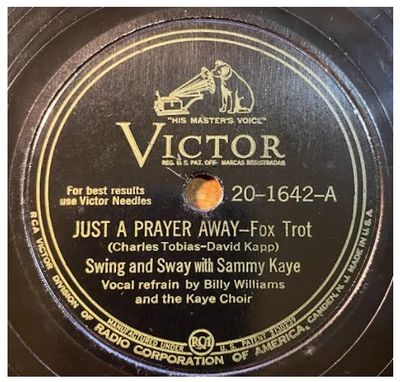 "HIS MASTER'S VOICE"
VICTOR
REG. U. S. PAT. OFF. MARCAS REGISTRADAS
For best results
use Victor Needles
20-1642-A
JUST A PRAYER AWAY—Fox Trot
(Charles Tobias-David Kapp)
Swing and Sway with Sammy Kaye
Vocal refrain by Billy Williams
and the Kaye Choir
MANUFACTURED UNDER
RCA
U. S. PATENT
RCA VICTOR DIVISION OF RADIO CORPORATION OF AMERICA, CAMDEN, N. J. MADE IN U.S.A.